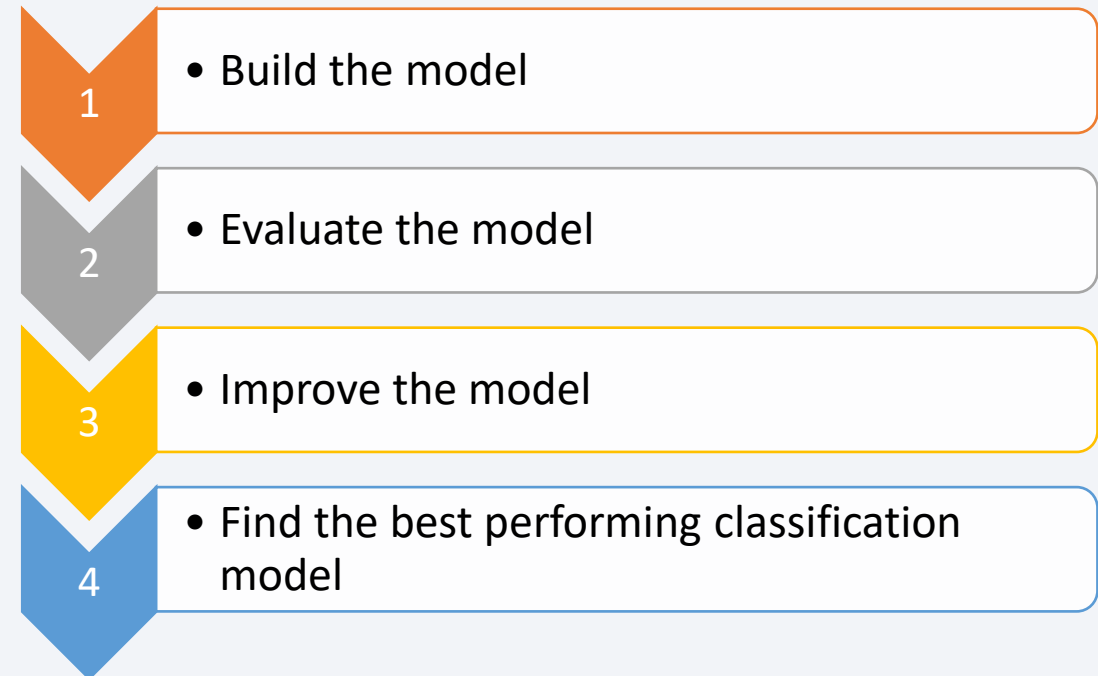 1
• Build the model
2
• Evaluate the model
3
• Improve the model
4
• Find the best performing classification
model